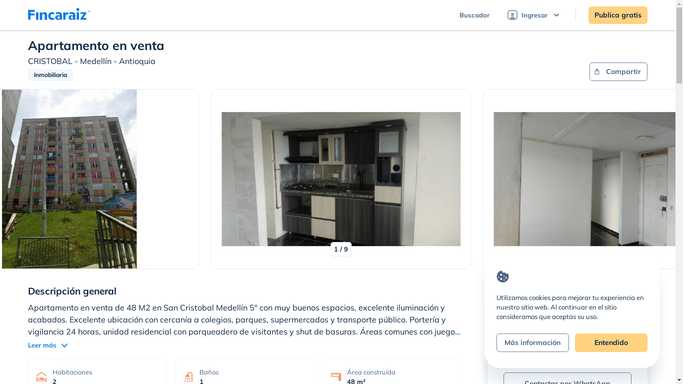 Fincaraiz
Buscador
Ingresar
Publica gratis
Apartamento en venta
CRISTOBAL - Medellín - Antioquia
Inmobiliaria
Compartir
1 / 9
Descripción general
Apartamento en venta de 48 M2 en San Cristobal Medellín 5° con muy buenos espacios, excelente iluminación y
acabados. Excelente ubicación con cercanía a colegios, parques, supermercados y transporte público. Portería y
vigilancia 24 horas, unidad residencial con parqueadero de visitantes y shut de basuras. Áreas comunes con juego...
Leer más
Habitaciones
2
Baños
1
Área construida
48 m²
Utilizamos cookies para mejorar tu experiencia en
nuestro sitio web. Al continuar en el sitio
consideramos que aceptas su uso.
Más información
Entendido
Contactar por WhatsApp